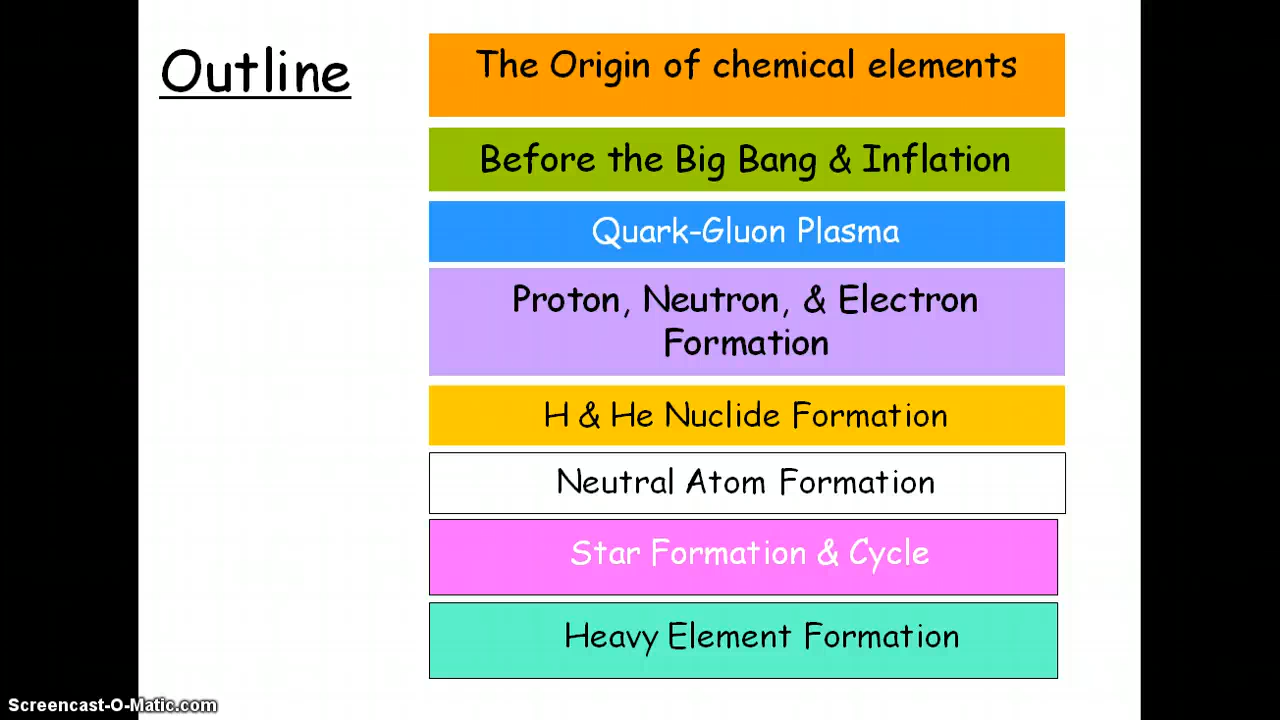 Outline
The Origin of chemical elements
Before the Big Bang & Inflation
Quark-Gluon Plasma
Proton, Neutron, & Electron
Formation
H & He Nuclide Formation
Neutral Atom Formation
Star Formation & Cycle
Heavy Element Formation
Screencast-O-Matic.com